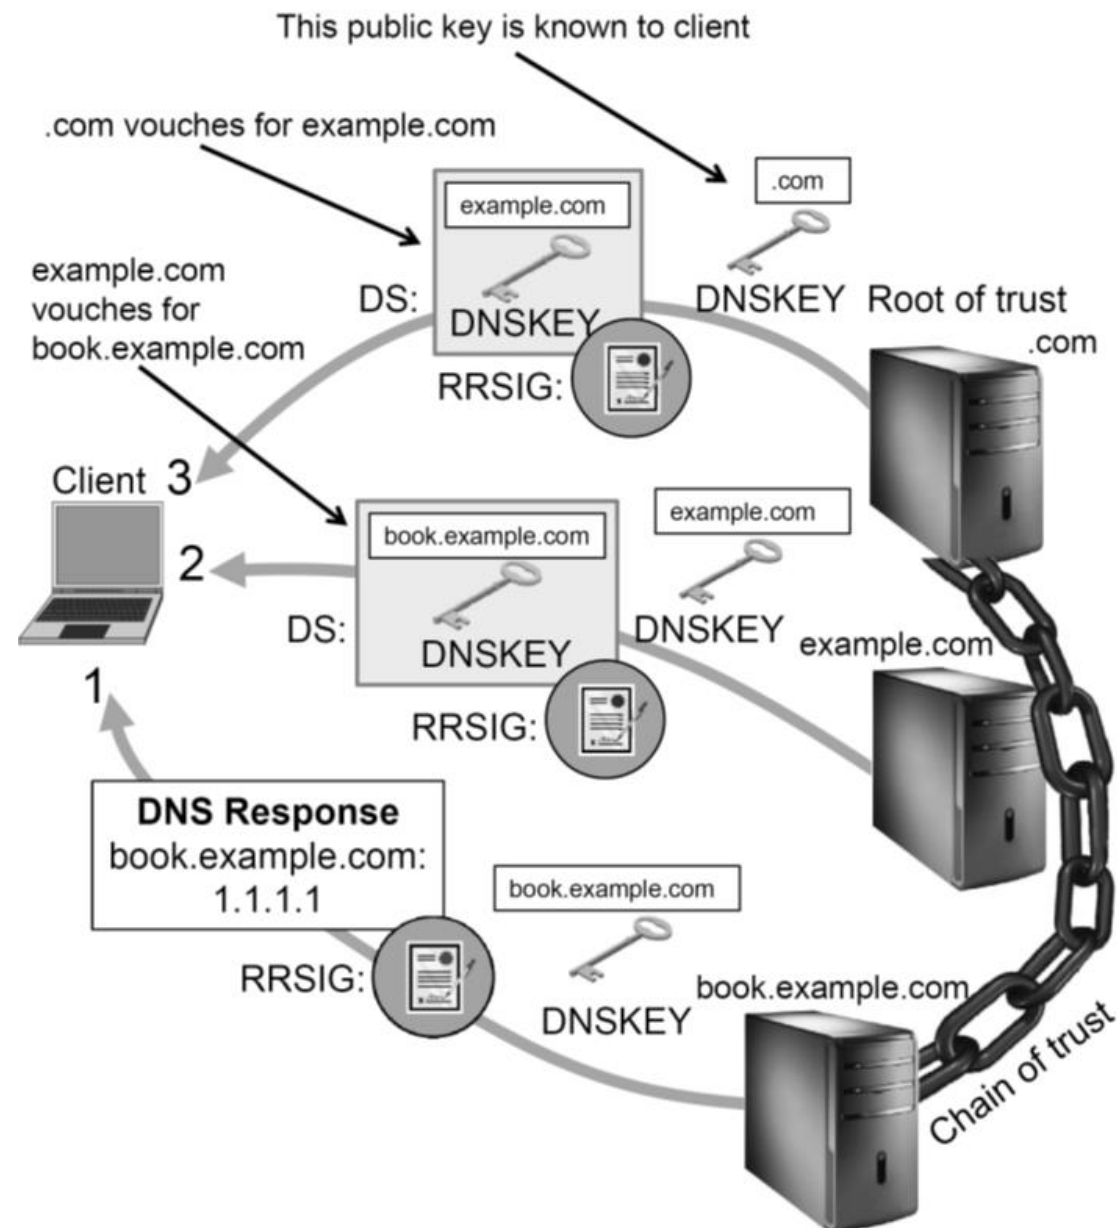 This public key is known to client
.com vouches for example.com
.com
example.com
example.com
vouches for
book.example.com
DS:
DNSKEY
DNSKEY
Root of trust
.com
RRSIG:
Client
3
book.example.com
example.com
2
DS:
DNSKEY
DNSKEY
example.com
1
RRSIG:
DNS Response
book.example.com:
1.1.1.1
book.example.com
RRSIG:
DNSKEY
book.example.com
Chain of trust